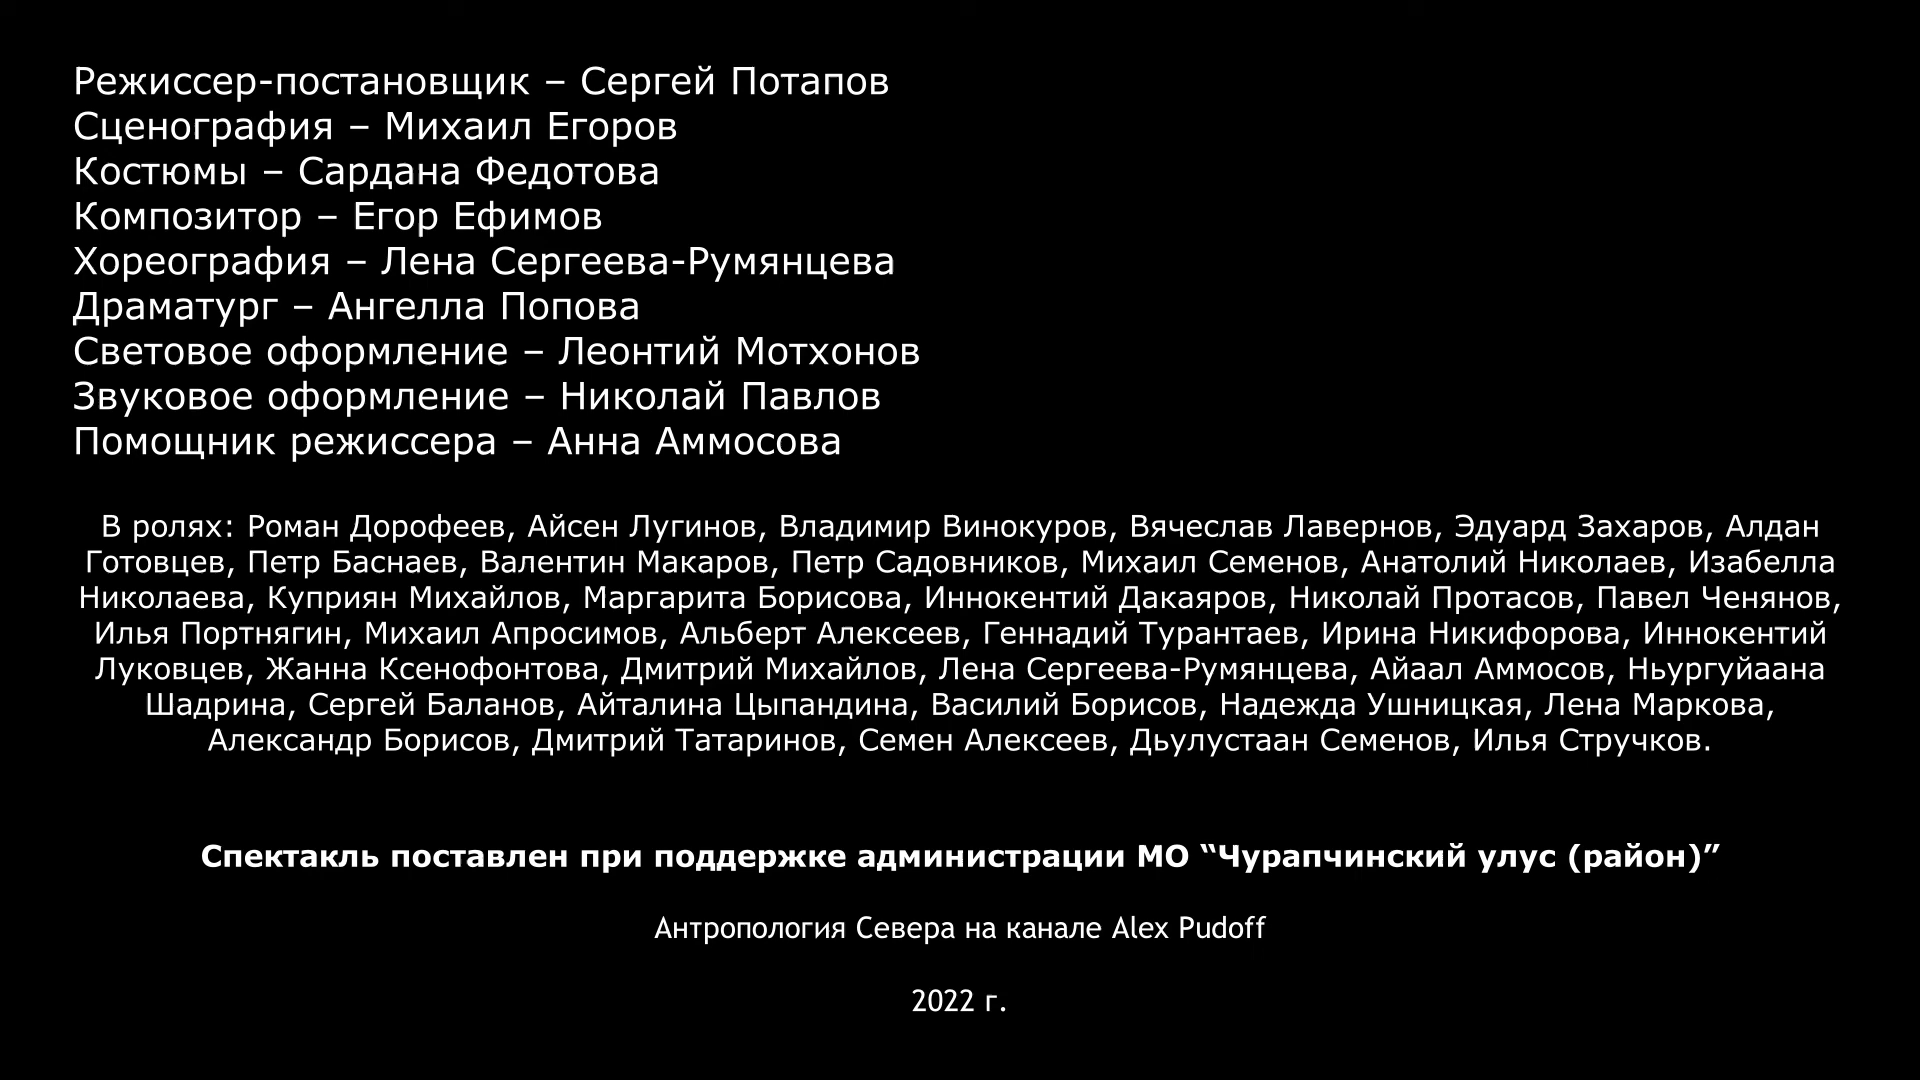 Режиссер-постановщик – Сергей Потапов
Сценография – Михаил Егоров
Костюмы – Сардана Федотова
Композитор – Егор Ефимов
Хореография – Лена Сергеева-Румянцева
Драматург – Ангелла Попова
Световое оформление – Леонтий Мотхонов
Звуковое оформление – Николай Павлов
Помощник режиссера – Анна Аммосова
В ролях: Роман Дорофеев, Айсен Лугинов, Владимир Винокуров, Вячеслав Лавернов, Эдуард Захаров, Алдан
Готовцев, Петр Баснаев, Валентин Макаров, Петр Садовников, Михаил Семенов, Анатолий Николаев, Изабелла
Николаева, Куприян Михайлов, Маргарита Борисова, Иннокентий Дакаяров, Николай Протасов, Павел Ченянов,
Илья Портнягин, Михаил Апросимов, Альберт Алексеев, Геннадий Турантаев, Ирина Никифорова, Иннокентий
Луковцев, Жанна Ксенофонтова, Дмитрий Михайлов, Лена Сергеева-Румянцева, Айаал Аммосов, Ньургуйаана
Шадрина, Сергей Баланов, Айталина Цыпандина, Василий Борисов, Надежда Ушницкая, Лена Маркова,
Александр Борисов, Дмитрий Татаринов, Семен Алексеев, Дьулустаан Семенов, Илья Стручков.
Спектакль поставлен при поддержке администрации МО “Чурапчинский улус (район)”
Антропология Севера на канале Alex Pudoff
2022 г.